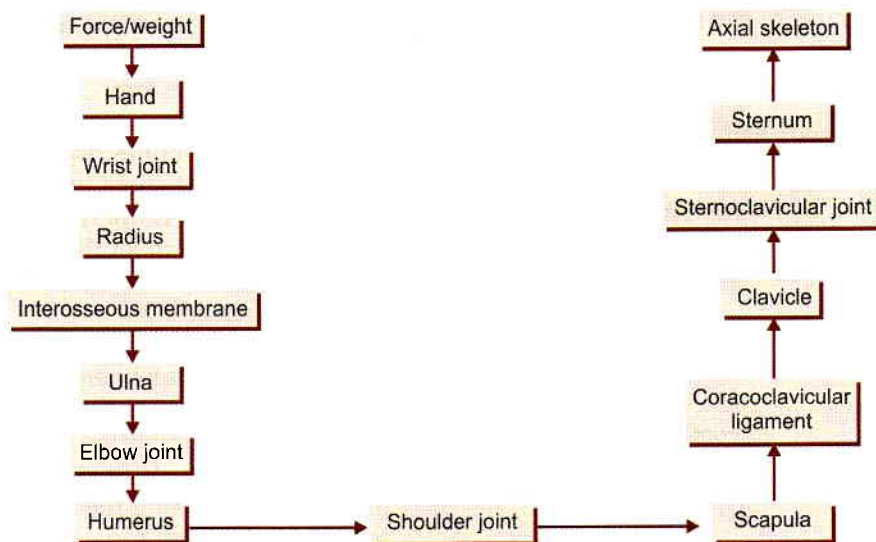 Force/weight
Hand
Wrist joint
Radius
Interosseous membrane
Ulna
Elbow joint
Humerus
Shoulder joint
Scapula
Coracoclavicular
ligament
Clavicle
Sternoclavicular joint
Sternum
Axial skeleton